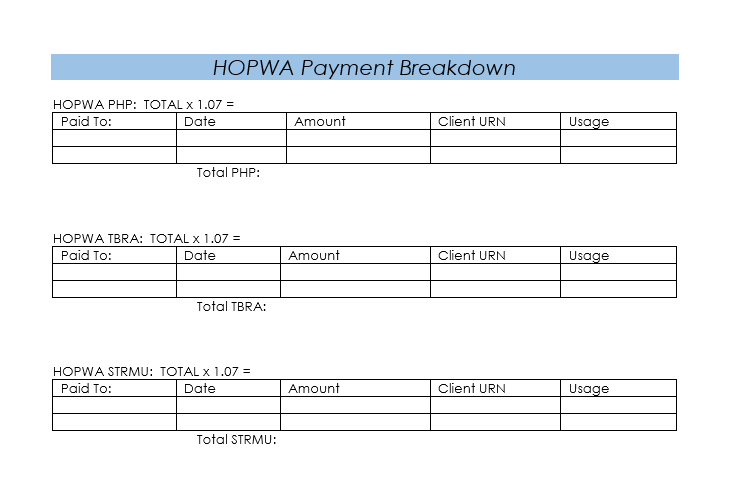 HOPWA Payment Breakdown
HOPWA PHP:  TOTAL x 1.07 =
Paid To: Date Amount Client URN Usage
Total PHP:
HOPWA TBRA:  TOTAL x 1.07 =
Paid To: Date Amount Client URN Usage
Total TBRA:
HOPWA STRMU:  TOTAL x 1.07 =
Paid To: Date Amount Client URN Usage
Total STRMU: